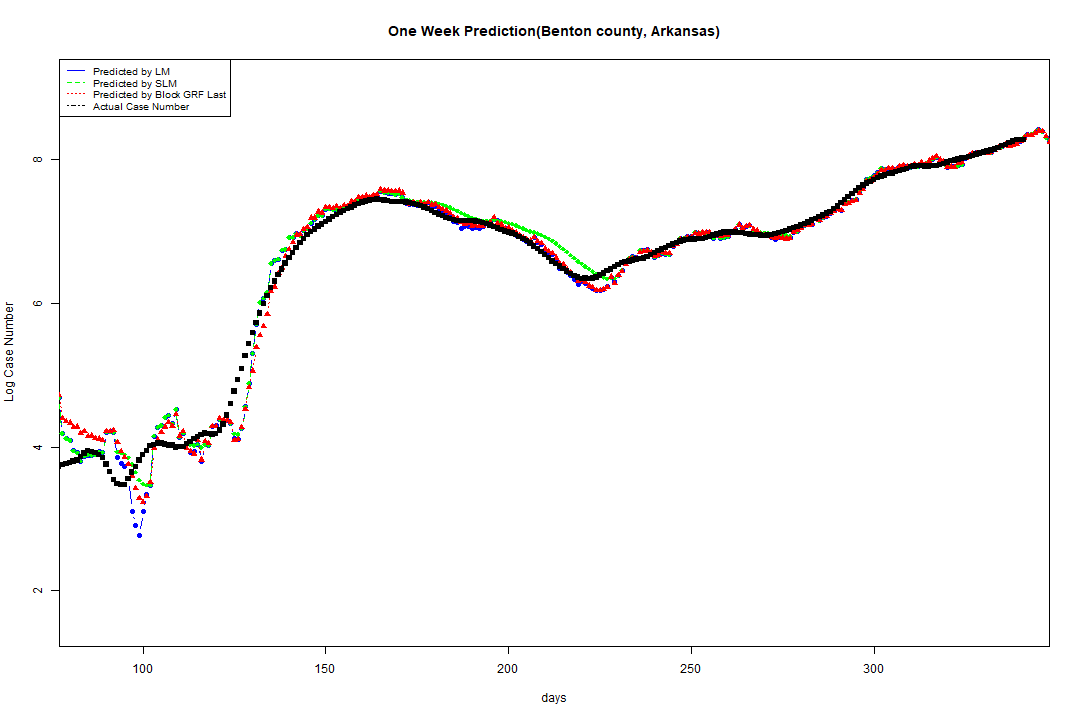 One Week Prediction(Benton county, Arkansas)
Predicted by LM
Predicted by SLM
Predicted by Block GRF Last
Actual Case Number
Log Case Number
8
6
4
2
100
150
200
250
300
days